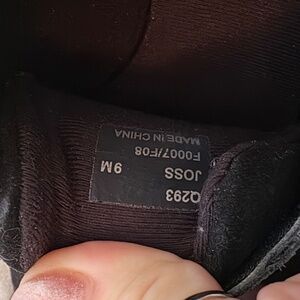 Q293
JOSS 9M
F0007/F08
MADE IN CHINA